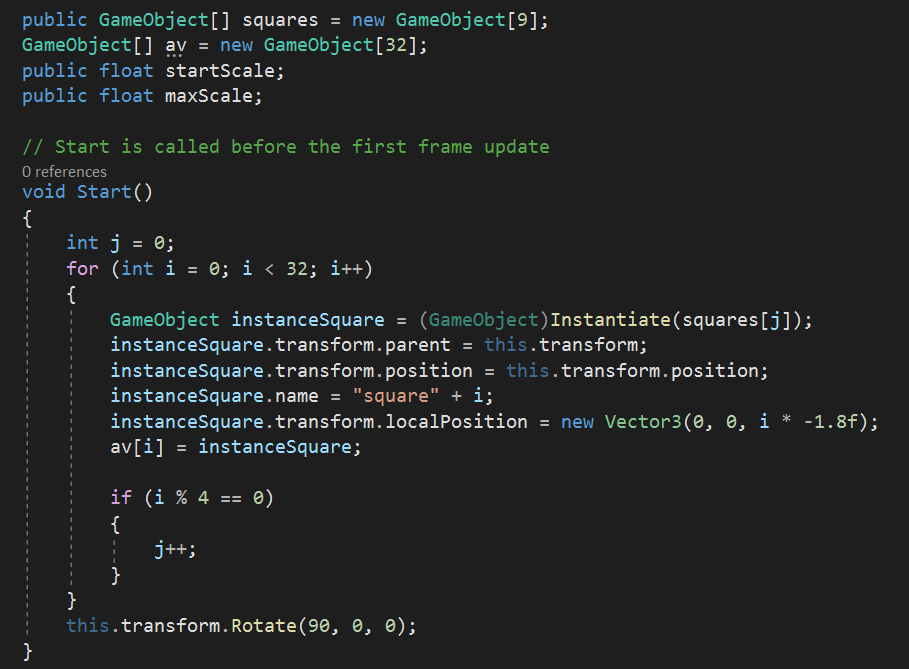 public GameObject[] squares = new GameObject[9];
GameObject[] av = new GameObject[32];
public float startScale;
public float maxScale;
// Start is called before the first frame update
0 references
void Start()
{
int j = 0;
for (int i = 0; i < 32; i++)
{
GameObject instanceSquare = (GameObject)Instantiate(squares[j]);
instanceSquare.transform.parent = this.transform;
instanceSquare.transform.position = this.transform.position;
instanceSquare.name = "square" + i;
instanceSquare.transform.localPosition = new Vector3(0, 0, i * -1.8f);
av[i] = instanceSquare;
if (i % 4 == 0)
{
j++;
}
}
this.transform.Rotate(90, 0, 0);
}